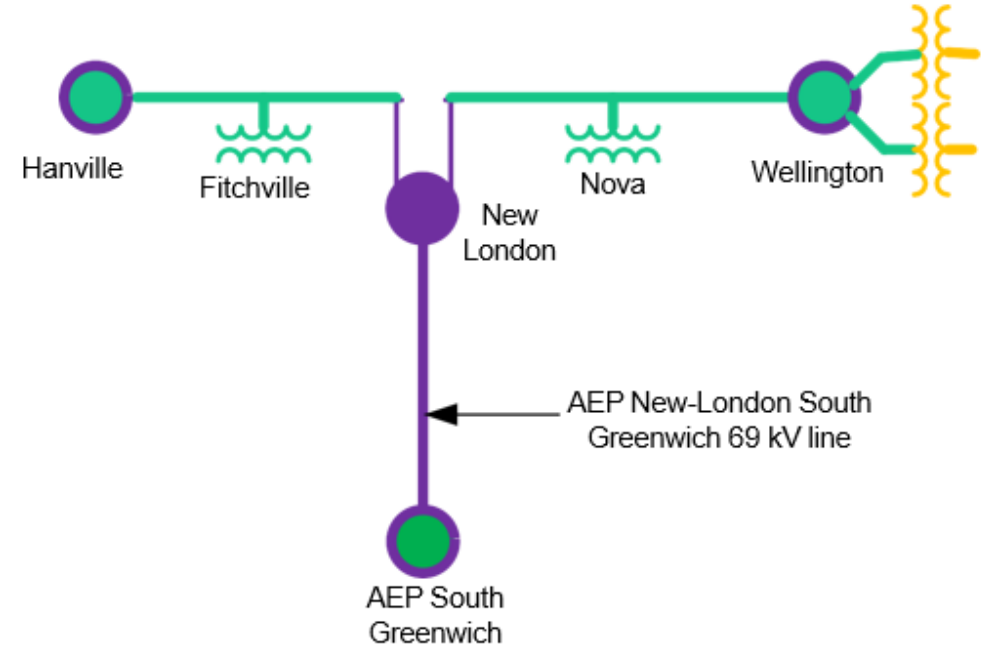 Hanville
Fitchville
New
London
Nova
Wellington
AEP New-London South
Greenwich 69 kV line
AEP South
Greenwich